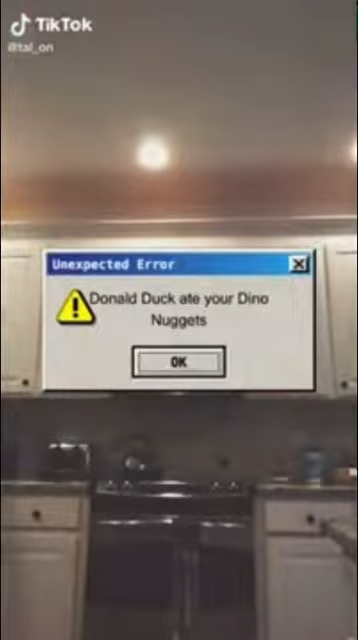 TikTok
@tal_on
Unexpected Error
Donald Duck ate your Dino
Nuggets
OK